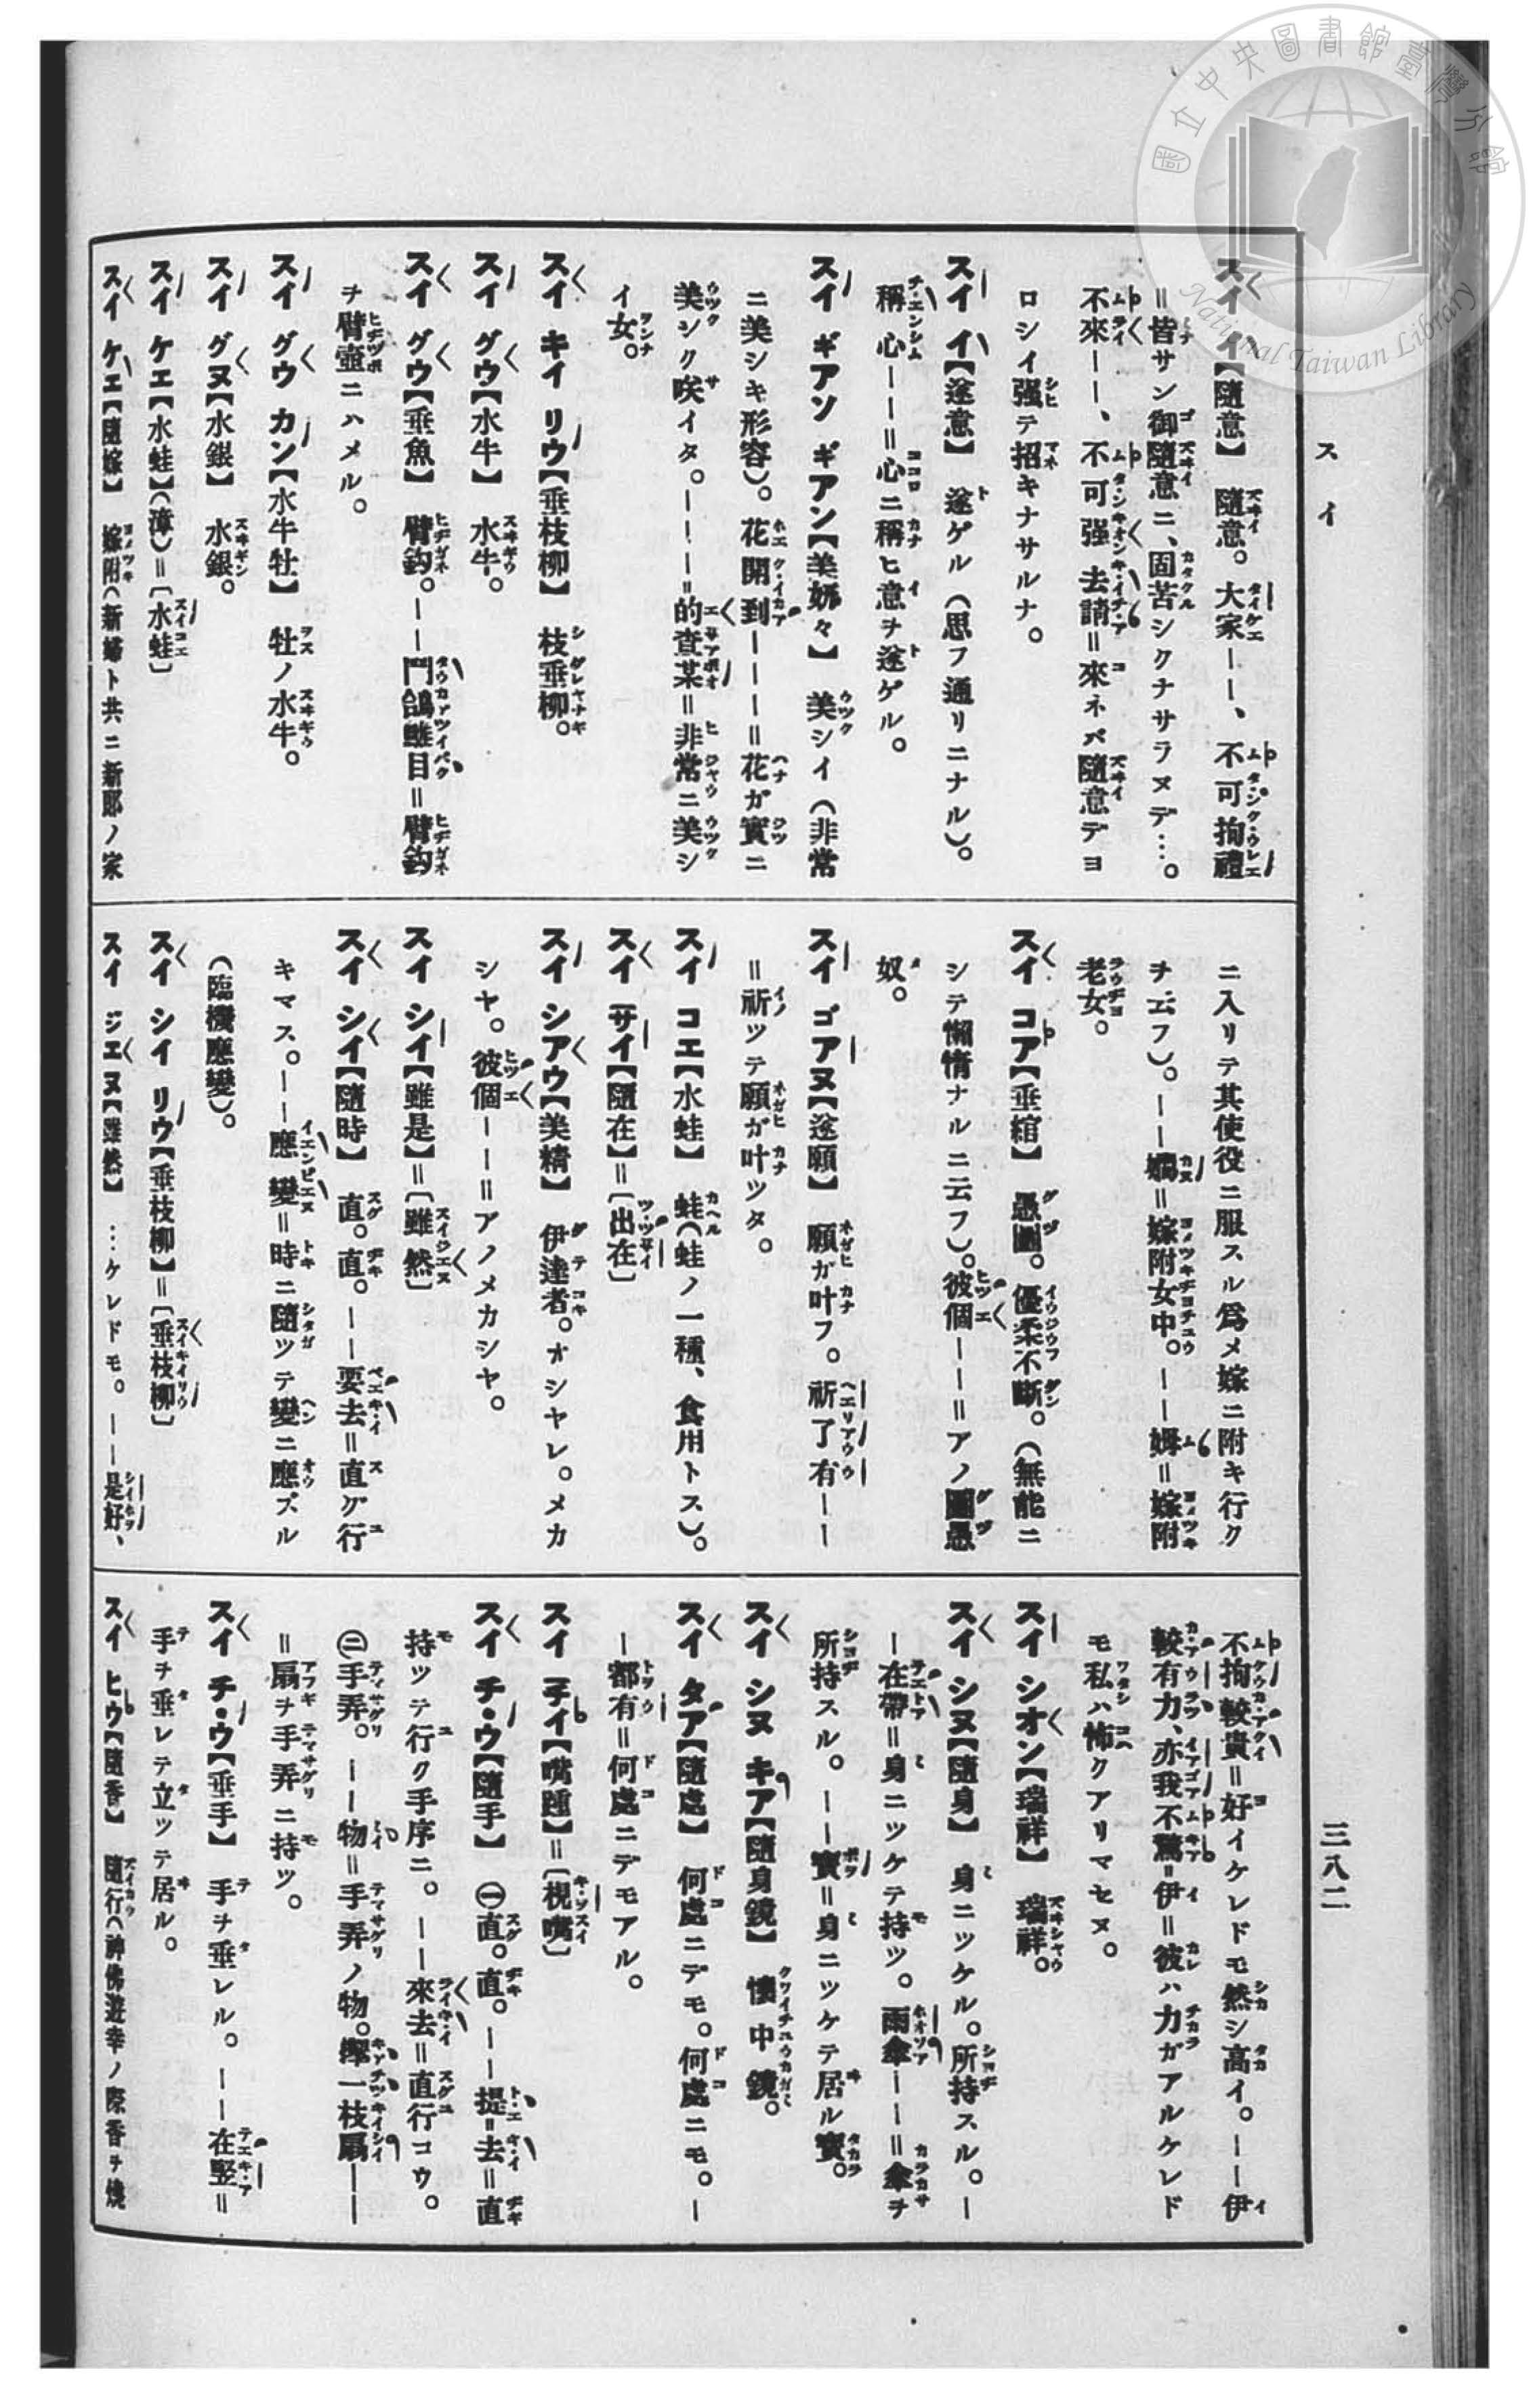 スイ
三八二
スイ イ【隨意】 隨意。大家ーー、不可拘禮
＝皆サン御隨意ニ、固苦シクナサラヌデ…。
不來ーー、不可强去請＝來ネバ隨意デヨ
ロシイ强テ招キナサルナ。
スイ イ【遂意】 遂ゲル（思フ通リニナル）。
稱心ーー＝心ニ稱ヒ意ヲ遂ゲル。
スイ ギアソ ギアン【美𡢃々】 美シイ（非常
ニ美シキ形容）。花開到ーーー＝花ガ實ニ
美シク咲イタ。ーーー＝的查某＝非常ニ美シ
イ女。
スイ キイ リウ【垂枝柳】 枝垂柳。
スイ グウ【水牛】 水牛。
スイ グウ【垂魚】 臂鈎。ーー鬥鴿雖目＝臂鈎
ヲ臂壺ニハメル。
スイ グウ カン【水牛牡】 牡ノ水牛。
スイ グヌ【水銀】 水銀。
スイ ケエ【水蛙】（漳）＝〔水蛙〕
スイ ケエ【隨嫁】 嫁附（新婦ト共ニ新郎ノ家
ニ入リテ其使役ニ服スル爲メ嫁ニ附キ行ク
ヲ云フ）。ーー嫺＝嫁附女中。ーー姆＝嫁附
老女。
スイ コア【垂綰】 愚圖。優柔不斷。（無能ニ
シテ懶惰ナルニ云フ）。彼個ーー＝アノ圖愚
奴。
スイ ゴアヌ【遂願】 願ガ叶フ。祈了有ーー
＝祈ツテ願ガ叶ツタ。
スイ コエ【水蛙】 蛙（蛙ノ一種、食用トス）。
スイ サイ【隨在】＝〔出在〕
スイ シアウ【美精】 伊達者。オシヤレ。メカ
シヤ。彼個ーー＝アノメカシヤ。
スイ シイ【雖是】＝〔雖然〕
スイ シイ【隨時】 直。直。ーー要去＝直グ行
キマス。ーー應變＝時ニ隨ツテ變ニ應ズル
（臨機應變）。
スイ シイ リウ【垂枝柳】＝〔垂枝柳〕
スイ ジエヌ【雖然】 …ケレドモ。ーー是好、
不拘較貴＝好イケレドモ然シ高イ。ーー伊
較有力、亦我不驚＝伊＝彼ハ力ガアルケレド
モ私ハ怖クアリマセヌ。
スイ シオン【瑞祥】 瑞祥。
スイ シヌ【隨身】 身ニツケル。所持スル。ー
ー在帶＝身ニツケテ持ツ。雨傘ーー＝傘ヲ
所持スル。ーー寳＝身ニツケテ居ル寳。
スイ シヌ キア【隨身鏡】 懷中鏡。
スイ タア【隨處】 何處ニデモ。何處ニモ。ー
ー都有＝何處ニデモアル。
スイ チイ【嘴踵】＝〔梘嘴〕
スイ チ・ウ【隨手】 ㊀直。直。ーー提＝去＝直
持ツテ行ク手序ニ。ーー來去＝直行コウ。
㊁手弄。ーー物＝手弄ノ物。一枝扇ーー
＝扇ヲ手弄ニ持ツ。
スイ チ・ウ【垂手】 手ヲ垂レル。ーー在竪＝
手ヲ垂レテ立ツテ居ル。
スイ ヒウ【隨香】 隨行（神佛遊幸ノ際香ヲ燒
國立中央圖書館臺灣分館
National Taiwan Library